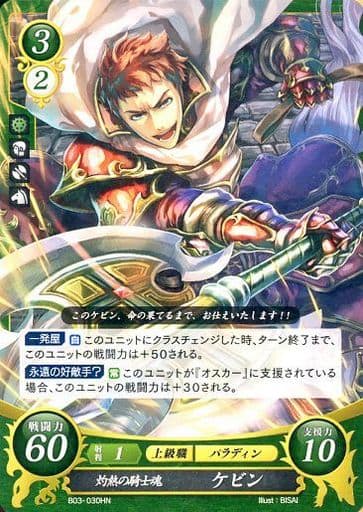 3
2
このケビン、命の果てるまで、お仕えいたします!!
一発屋 自 このユニットにクラスチェンジした時、ターン終了まで、
このユニットの戦闘力は+50される。
永遠の好敵手? 常 このユニットが『オスカー』に支援されている
場合、このユニットの戦闘力は+30される。
戦闘力
60
射程 1
上級職
パラディン
支援力
10
灼熱の騎士魂
ケビン
B03-030HN
Illust:BISAI